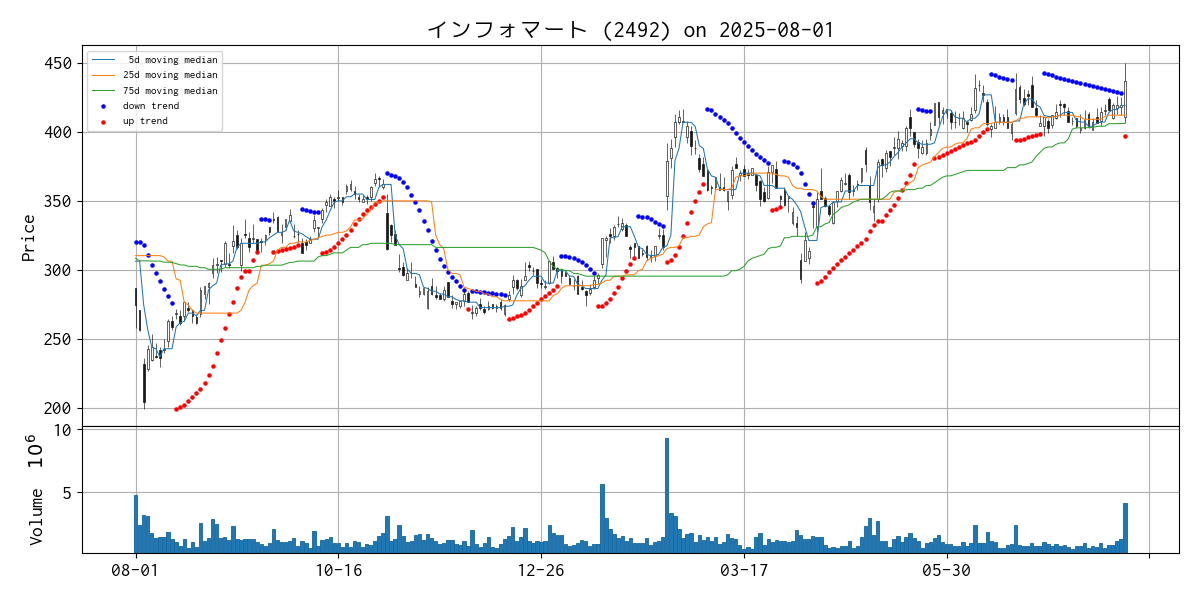 インフォマート (2492) on 2025-08-01
5d moving median
25d moving median
75d moving median
down trend
up trend
Price
450
400
350
300
250
200
Volume 10^6
10
5
08-01 10-16 12-26 03-17 05-30